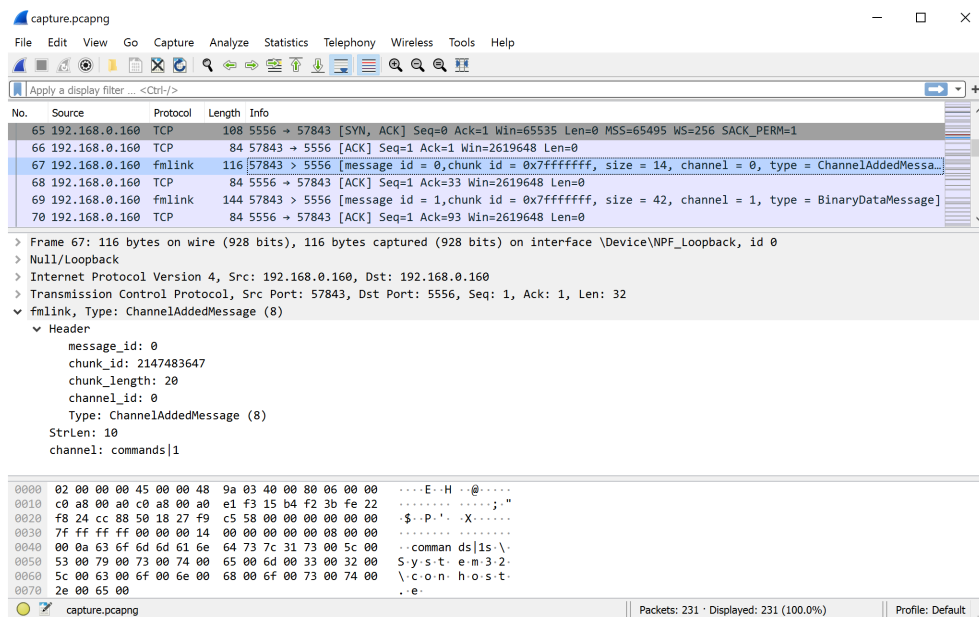 capture.pcapng
File Edit View Go Capture Analyze Statistics Telephony Wireless Tools Help
Apply a display filter ... <Ctrl-/>
No. Source Protocol Length Info
65 192.168.0.160 TCP 108 5556 → 57843 [SYN, ACK] Seq=0 Ack=1 Win=65535 Len=0 MSS=65495 WS=256 SACK_PERM=1
66 192.168.0.160 TCP 84 57843 → 5556 [ACK] Seq=1 Ack=1 Win=2619648 Len=0
67 192.168.0.160 fmlink 116 57843 > 5556 [message id = 0,chunk id = 0x7fffffff, size = 14, channel = 0, type = ChannelAddedMessa…
68 192.168.0.160 TCP 84 5556 → 57843 [ACK] Seq=1 Ack=33 Win=2619648 Len=0
69 192.168.0.160 fmlink 144 57843 > 5556 [message id = 1,chunk id = 0x7fffffff, size = 42, channel = 1, type = BinaryDataMessage]
70 192.168.0.160 TCP 84 5556 → 57843 [ACK] Seq=1 Ack=93 Win=2619648 Len=0
Frame 67: 116 bytes on wire (928 bits), 116 bytes captured (928 bits) on interface \Device\NPF_Loopback, id 0
Null/Loopback
Internet Protocol Version 4, Src: 192.168.0.160, Dst: 192.168.0.160
Transmission Control Protocol, Src Port: 57843, Dst Port: 5556, Seq: 1, Ack: 1, Len: 32
fmlink, Type: ChannelAddedMessage (8)
Header
message_id: 0
chunk_id: 2147483647
chunk_length: 20
channel_id: 0
Type: ChannelAddedMessage (8)
StrLen: 10
channel: commands|1
0000 02 00 00 00 45 00 00 48 9a 03 40 00 80 06 00 00 ····E··H ··@·····
0010 c0 a8 00 a0 c0 a8 00 a0 e1 f3 15 b4 f2 3b fe 22 ········ ·····;·"
0020 f8 24 cc 88 50 18 27 f9 c5 58 00 00 00 00 00 00 ·$··P·'· ·X······
0030 7f ff ff ff 00 00 00 14 00 00 00 00 00 08 00 00 ········ ········
0040 00 0a 63 6f 6d 6d 61 6e 64 73 7c 31 73 00 5c 00 ··comman ds|1s·\·
0050 53 00 79 00 73 00 74 00 65 00 6d 00 33 00 32 00 S·y·s·t· e·m·3·2·
0060 5c 00 63 00 6f 00 6e 00 68 00 6f 00 73 00 74 00 \·c·o·n· h·o·s·t·
0070 2e 00 65 00 .·e·
capture.pcapng Packets: 231 · Displayed: 231 (100.0%) Profile: Default